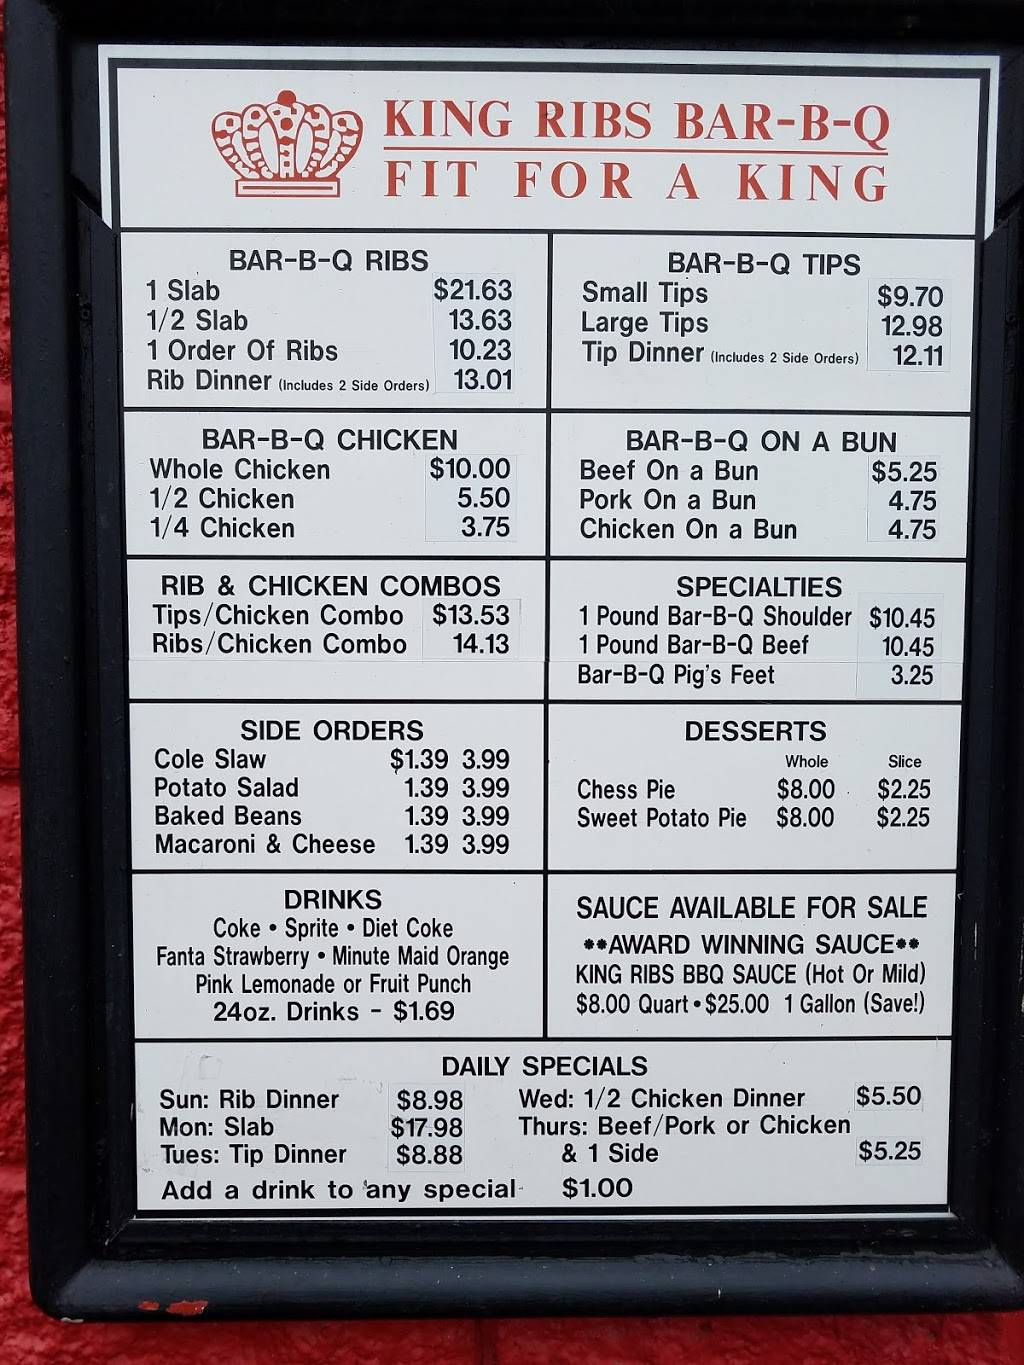 KING RIBS BAR-B-Q
FIT FOR A KING
BAR-B-Q RIBS
1 Slab $21.63
1/2 Slab 13.63
1 Order Of Ribs 10.23
Rib Dinner (Includes 2 Side Orders) 13.01
BAR-B-Q TIPS
Small Tips $9.70
Large Tips 12.98
Tip Dinner (Includes 2 Side Orders) 12.11
BAR-B-Q CHICKEN
Whole Chicken $10.00
1/2 Chicken 5.50
1/4 Chicken 3.75
BAR-B-Q ON A BUN
Beef On a Bun $5.25
Pork On a Bun 4.75
Chicken On a Bun 4.75
RIB & CHICKEN COMBOS
Tips/Chicken Combo $13.53
Ribs/Chicken Combo 14.13
SPECIALTIES
1 Pound Bar-B-Q Shoulder $10.45
1 Pound Bar-B-Q Beef 10.45
Bar-B-Q Pig's Feet 3.25
SIDE ORDERS
Cole Slaw $1.39 3.99
Potato Salad 1.39 3.99
Baked Beans 1.39 3.99
Macaroni & Cheese 1.39 3.99
DESSERTS
Whole Slice
Chess Pie $8.00 $2.25
Sweet Potato Pie $8.00 $2.25
DRINKS
Coke • Sprite • Diet Coke
Fanta Strawberry • Minute Maid Orange
Pink Lemonade or Fruit Punch
24oz. Drinks - $1.69
SAUCE AVAILABLE FOR SALE
**AWARD WINNING SAUCE**
KING RIBS BBQ SAUCE (Hot Or Mild)
$8.00 Quart • $25.00 1 Gallon (Save!)
DAILY SPECIALS
Sun: Rib Dinner $8.98
Mon: Slab $17.98
Tues: Tip Dinner $8.88
Wed: 1/2 Chicken Dinner $5.50
Thurs: Beef/Pork or Chicken
& 1 Side $5.25
Add a drink to any special- $1.00